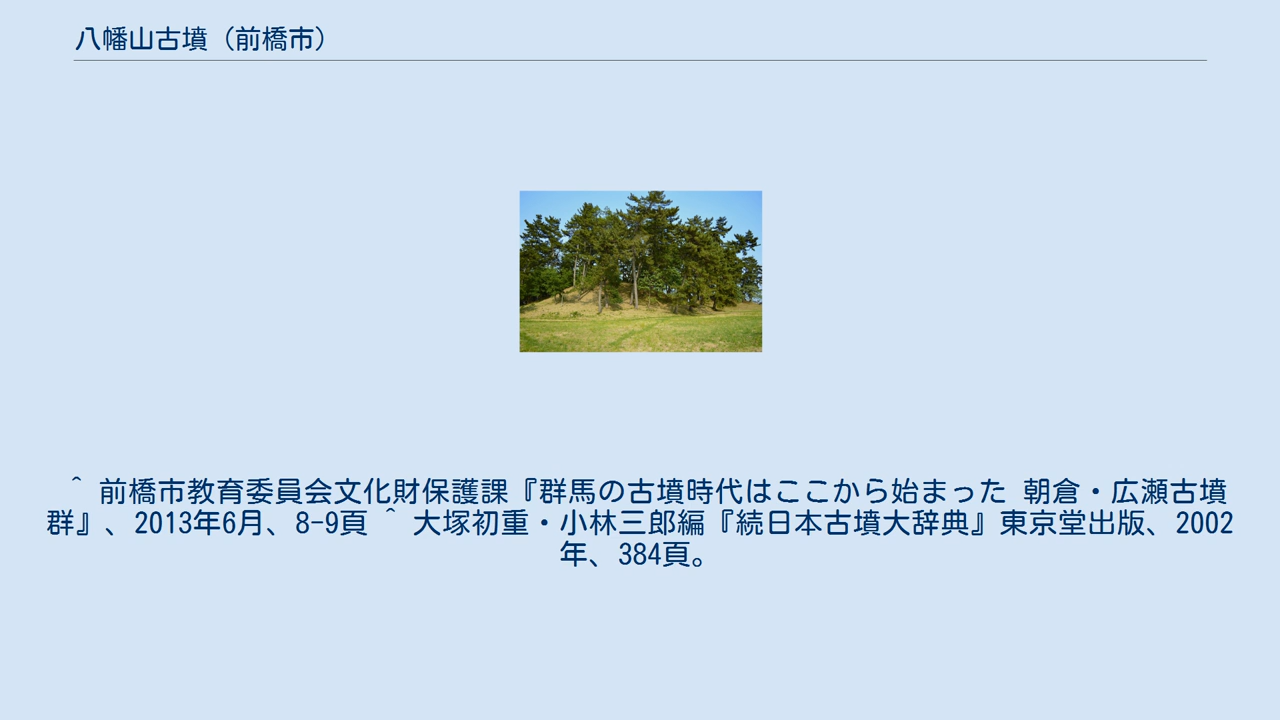 八幡山古墳（前橋市）
^ 前橋市教育委員会文化財保護課『群馬の古墳時代はここから始まった 朝倉・広瀬古墳
群』、2013年6月、8-9頁 ^ 大塚初重・小林三郎編『続日本古墳大辞典』東京堂出版、2002
年、384頁。